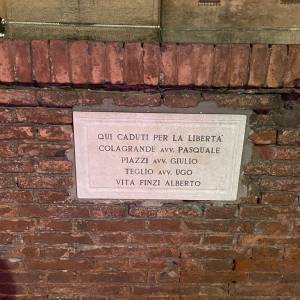 QUI CADUTI PER LA LIBERTA'
COLAGRANDE AVV. PASQUALE
PIAZZI AVV. GIULIO
TEGLIO AVV. UGO
VITA FINZI ALBERTO